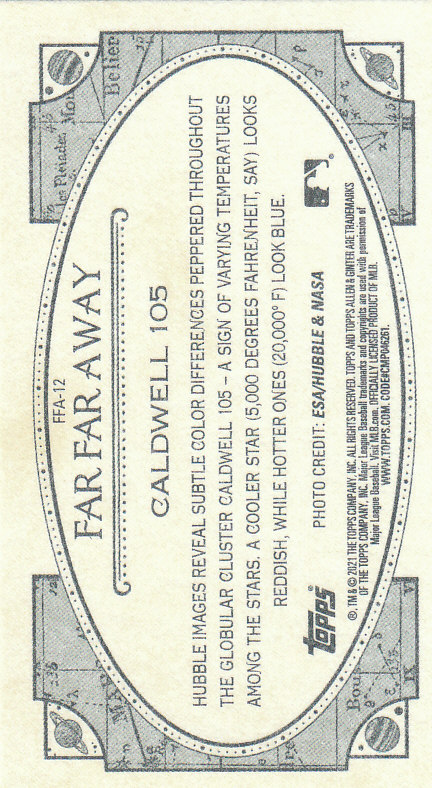 FFA-12
FAR FAR AWAY
CALDWELL 105
HUBBLE IMAGES REVEAL SUBTLE COLOR DIFFERENCES PEPPERED THROUGHOUT
THE GLOBULAR CLUSTER CALDWELL 105 – A SIGN OF VARYING TEMPERATURES
AMONG THE STARS. A COOLER STAR (5,000 DEGREES FAHRENHEIT, SAY) LOOKS
REDDISH, WHILE HOTTER ONES (20,000° F) LOOK BLUE.
PHOTO CREDIT: ESA/HUBBLE & NASA
topps®
®, TM & © 2021 THE TOPPS COMPANY, INC. ALL RIGHTS RESERVED. TOPPS AND TOPPS ALLEN & GINTER ARE TRADEMARKS
OF THE TOPPS COMPANY, INC. Major League Baseball trademarks and copyrights are used with permission of
Major League Baseball. Visit MLB.com. OFFICIALLY LICENSED PRODUCT OF MLB.
WWW.TOPPS.COM. CODE#CMP046261.
Belier
Pleiades
Mou
Bou
VI
IX